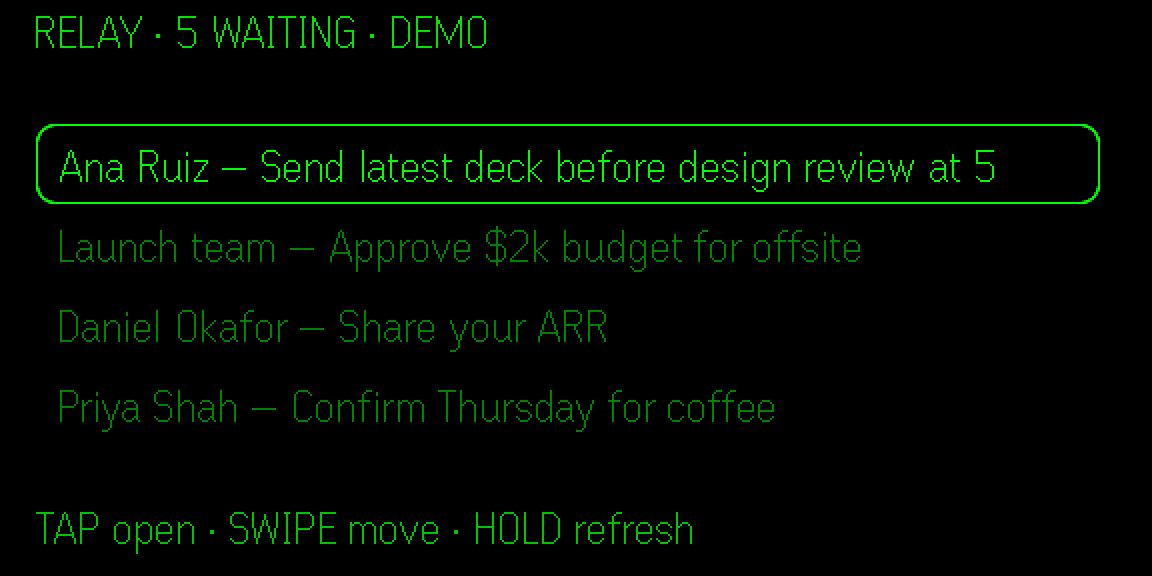 RELAY · 5 WAITING · DEMO
Ana Ruiz — Send latest deck before design review at 5
Launch team — Approve $2k budget for offsite
Daniel Okafor — Share your ARR
Priya Shah — Confirm Thursday for coffee
TAP open · SWIPE move · HOLD refresh